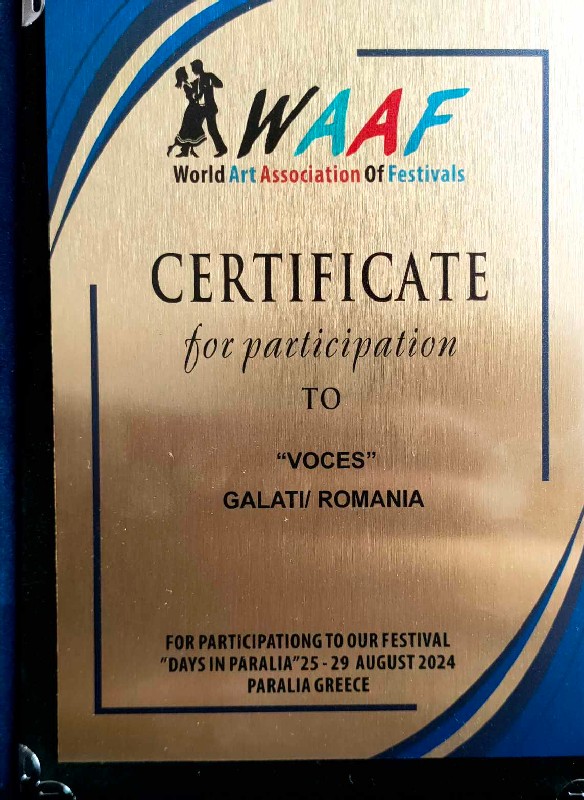 WAAF
World Art Association Of Festivals
CERTIFICATE
for participation
TO
“VOCES”
GALATI/ ROMANIA
FOR PARTICIPATIONG TO OUR FESTIVAL
”DAYS IN PARALIA”25 - 29 AUGUST 2024
PARALIA GREECE